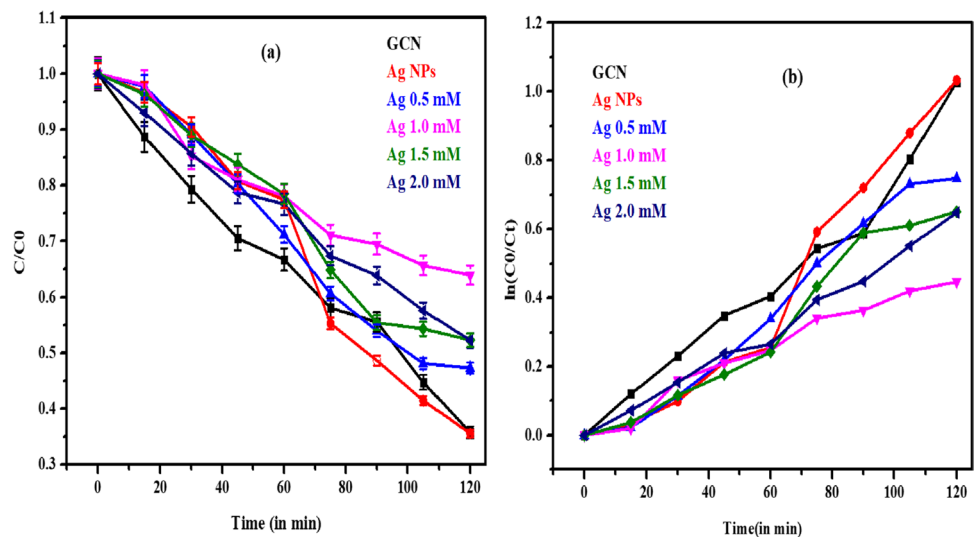 (a)
GCN
Ag NPs
Ag 0.5 mM
Ag 1.0 mM
Ag 1.5 mM
Ag 2.0 mM
C/C0
1.1
1.0
0.9
0.8
0.7
0.6
0.5
0.4
0.3
0 20 40 60 80 100 120
Time (in min)
(b)
GCN
Ag NPs
Ag 0.5 mM
Ag 1.0 mM
Ag 1.5 mM
Ag 2.0 mM
ln(C0/Ct)
1.2
1.0
0.8
0.6
0.4
0.2
0.0
0 20 40 60 80 100 120
Time(in min)